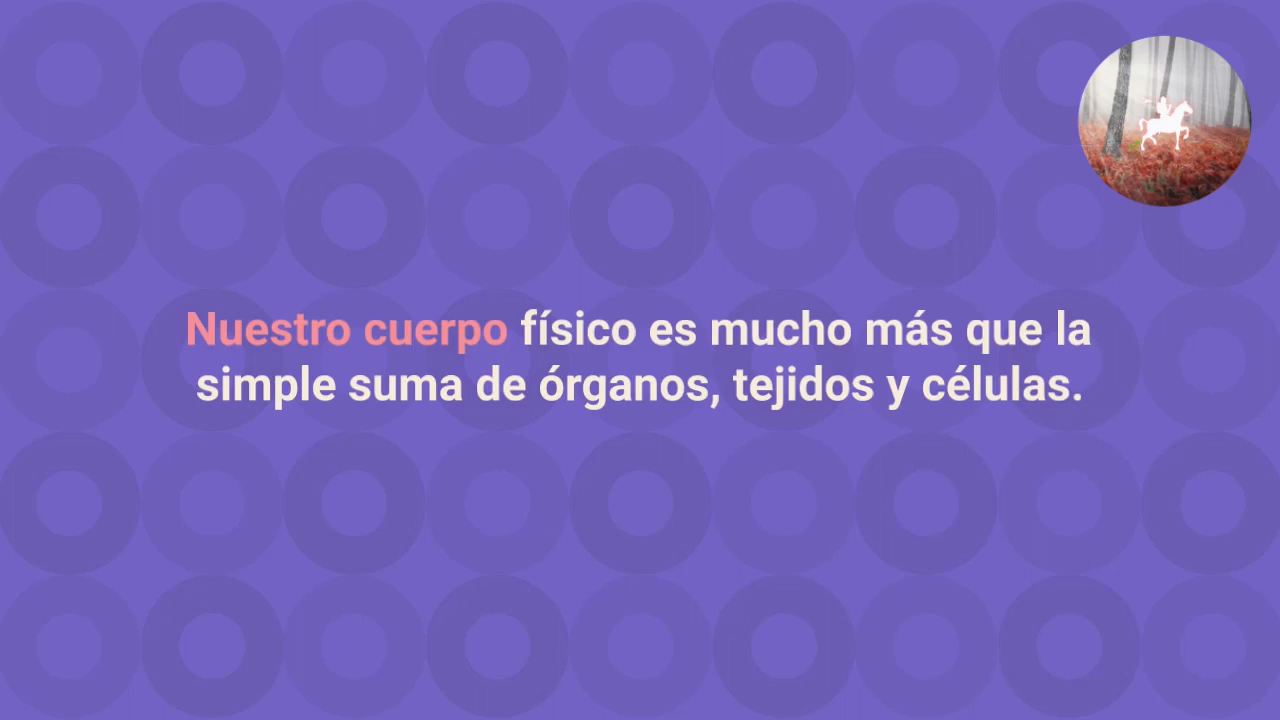 Nuestro cuerpo físico es mucho más que la
simple suma de órganos, tejidos y células.